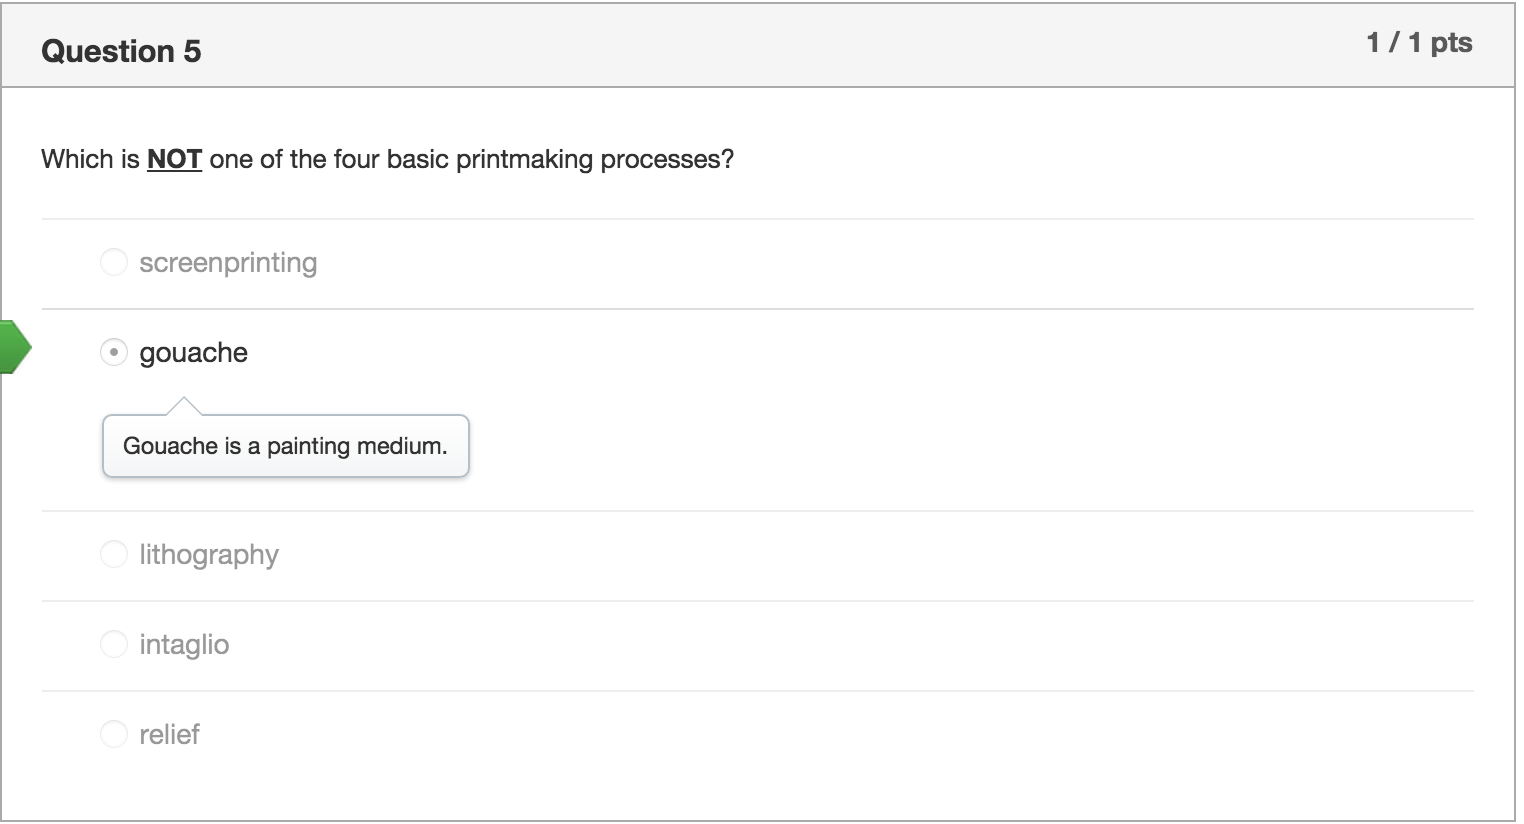 Question 5
1 / 1 pts
Which is NOT one of the four basic printmaking processes?
screenprinting
gouache
Gouache is a painting medium.
lithography
intaglio
relief